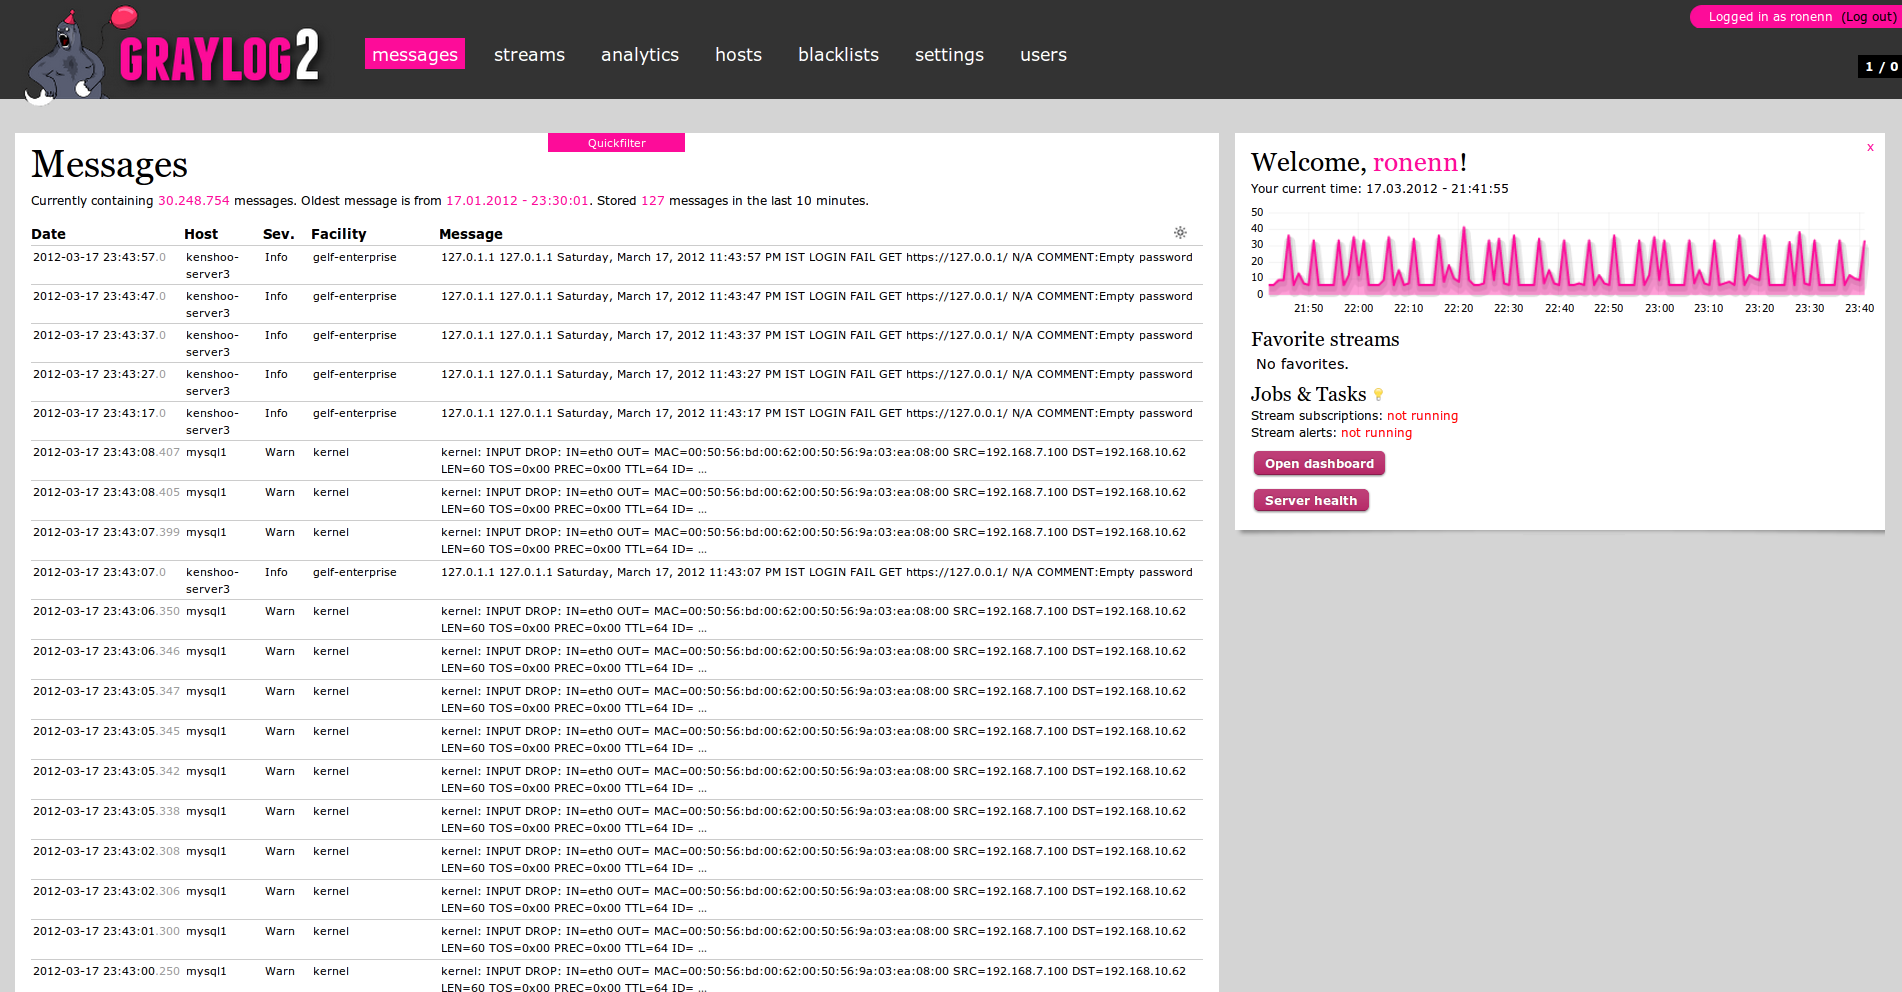 GRAYLOG2
messages streams analytics hosts blacklists settings users
Logged in as ronenn (Log out)
1 / 0
Quickfilter
Messages
Currently containing 30.248.754 messages. Oldest message is from 17.01.2012 - 23:30:01. Stored 127 messages in the last 10 minutes.
Date Host Sev. Facility Message
2012-03-17 23:43:57.0 kenshoo- Info gelf-enterprise 127.0.1.1 127.0.1.1 Saturday, March 17, 2012 11:43:57 PM IST LOGIN FAIL GET https://127.0.0.1/ N/A COMMENT:Empty password
server3
2012-03-17 23:43:47.0 kenshoo- Info gelf-enterprise 127.0.1.1 127.0.1.1 Saturday, March 17, 2012 11:43:47 PM IST LOGIN FAIL GET https://127.0.0.1/ N/A COMMENT:Empty password
server3
2012-03-17 23:43:37.0 kenshoo- Info gelf-enterprise 127.0.1.1 127.0.1.1 Saturday, March 17, 2012 11:43:37 PM IST LOGIN FAIL GET https://127.0.0.1/ N/A COMMENT:Empty password
server3
2012-03-17 23:43:27.0 kenshoo- Info gelf-enterprise 127.0.1.1 127.0.1.1 Saturday, March 17, 2012 11:43:27 PM IST LOGIN FAIL GET https://127.0.0.1/ N/A COMMENT:Empty password
server3
2012-03-17 23:43:17.0 kenshoo- Info gelf-enterprise 127.0.1.1 127.0.1.1 Saturday, March 17, 2012 11:43:17 PM IST LOGIN FAIL GET https://127.0.0.1/ N/A COMMENT:Empty password
server3
2012-03-17 23:43:08.407 mysql1 Warn kernel kernel: INPUT DROP: IN=eth0 OUT= MAC=00:50:56:bd:00:62:00:50:56:9a:03:ea:08:00 SRC=192.168.7.100 DST=192.168.10.62
LEN=60 TOS=0x00 PREC=0x00 TTL=64 ID= ...
2012-03-17 23:43:08.405 mysql1 Warn kernel kernel: INPUT DROP: IN=eth0 OUT= MAC=00:50:56:bd:00:62:00:50:56:9a:03:ea:08:00 SRC=192.168.7.100 DST=192.168.10.62
LEN=60 TOS=0x00 PREC=0x00 TTL=64 ID= ...
2012-03-17 23:43:07.399 mysql1 Warn kernel kernel: INPUT DROP: IN=eth0 OUT= MAC=00:50:56:bd:00:62:00:50:56:9a:03:ea:08:00 SRC=192.168.7.100 DST=192.168.10.62
LEN=60 TOS=0x00 PREC=0x00 TTL=64 ID= ...
2012-03-17 23:43:07.0 kenshoo- Info gelf-enterprise 127.0.1.1 127.0.1.1 Saturday, March 17, 2012 11:43:07 PM IST LOGIN FAIL GET https://127.0.0.1/ N/A COMMENT:Empty password
server3
2012-03-17 23:43:06.350 mysql1 Warn kernel kernel: INPUT DROP: IN=eth0 OUT= MAC=00:50:56:bd:00:62:00:50:56:9a:03:ea:08:00 SRC=192.168.7.100 DST=192.168.10.62
LEN=60 TOS=0x00 PREC=0x00 TTL=64 ID= ...
2012-03-17 23:43:06.346 mysql1 Warn kernel kernel: INPUT DROP: IN=eth0 OUT= MAC=00:50:56:bd:00:62:00:50:56:9a:03:ea:08:00 SRC=192.168.7.100 DST=192.168.10.62
LEN=60 TOS=0x00 PREC=0x00 TTL=64 ID= ...
2012-03-17 23:43:05.347 mysql1 Warn kernel kernel: INPUT DROP: IN=eth0 OUT= MAC=00:50:56:bd:00:62:00:50:56:9a:03:ea:08:00 SRC=192.168.7.100 DST=192.168.10.62
LEN=60 TOS=0x00 PREC=0x00 TTL=64 ID= ...
2012-03-17 23:43:05.345 mysql1 Warn kernel kernel: INPUT DROP: IN=eth0 OUT= MAC=00:50:56:bd:00:62:00:50:56:9a:03:ea:08:00 SRC=192.168.7.100 DST=192.168.10.62
LEN=60 TOS=0x00 PREC=0x00 TTL=64 ID= ...
2012-03-17 23:43:05.342 mysql1 Warn kernel kernel: INPUT DROP: IN=eth0 OUT= MAC=00:50:56:bd:00:62:00:50:56:9a:03:ea:08:00 SRC=192.168.7.100 DST=192.168.10.62
LEN=60 TOS=0x00 PREC=0x00 TTL=64 ID= ...
2012-03-17 23:43:05.338 mysql1 Warn kernel kernel: INPUT DROP: IN=eth0 OUT= MAC=00:50:56:bd:00:62:00:50:56:9a:03:ea:08:00 SRC=192.168.7.100 DST=192.168.10.62
LEN=60 TOS=0x00 PREC=0x00 TTL=64 ID= ...
2012-03-17 23:43:02.308 mysql1 Warn kernel kernel: INPUT DROP: IN=eth0 OUT= MAC=00:50:56:bd:00:62:00:50:56:9a:03:ea:08:00 SRC=192.168.7.100 DST=192.168.10.62
LEN=60 TOS=0x00 PREC=0x00 TTL=64 ID= ...
2012-03-17 23:43:02.306 mysql1 Warn kernel kernel: INPUT DROP: IN=eth0 OUT= MAC=00:50:56:bd:00:62:00:50:56:9a:03:ea:08:00 SRC=192.168.7.100 DST=192.168.10.62
LEN=60 TOS=0x00 PREC=0x00 TTL=64 ID= ...
2012-03-17 23:43:01.300 mysql1 Warn kernel kernel: INPUT DROP: IN=eth0 OUT= MAC=00:50:56:bd:00:62:00:50:56:9a:03:ea:08:00 SRC=192.168.7.100 DST=192.168.10.62
LEN=60 TOS=0x00 PREC=0x00 TTL=64 ID= ...
2012-03-17 23:43:00.250 mysql1 Warn kernel kernel: INPUT DROP: IN=eth0 OUT= MAC=00:50:56:bd:00:62:00:50:56:9a:03:ea:08:00 SRC=192.168.7.100 DST=192.168.10.62
LEN=60 TOS=0x00 PREC=0x00 TTL=64 ID= ...
x
Welcome, ronenn!
Your current time: 17.03.2012 - 21:41:55
50
40
30
20
10
0
21:50 22:00 22:10 22:20 22:30 22:40 22:50 23:00 23:10 23:20 23:30 23:40
Favorite streams
No favorites.
Jobs & Tasks
Stream subscriptions: not running
Stream alerts: not running
Open dashboard
Server health